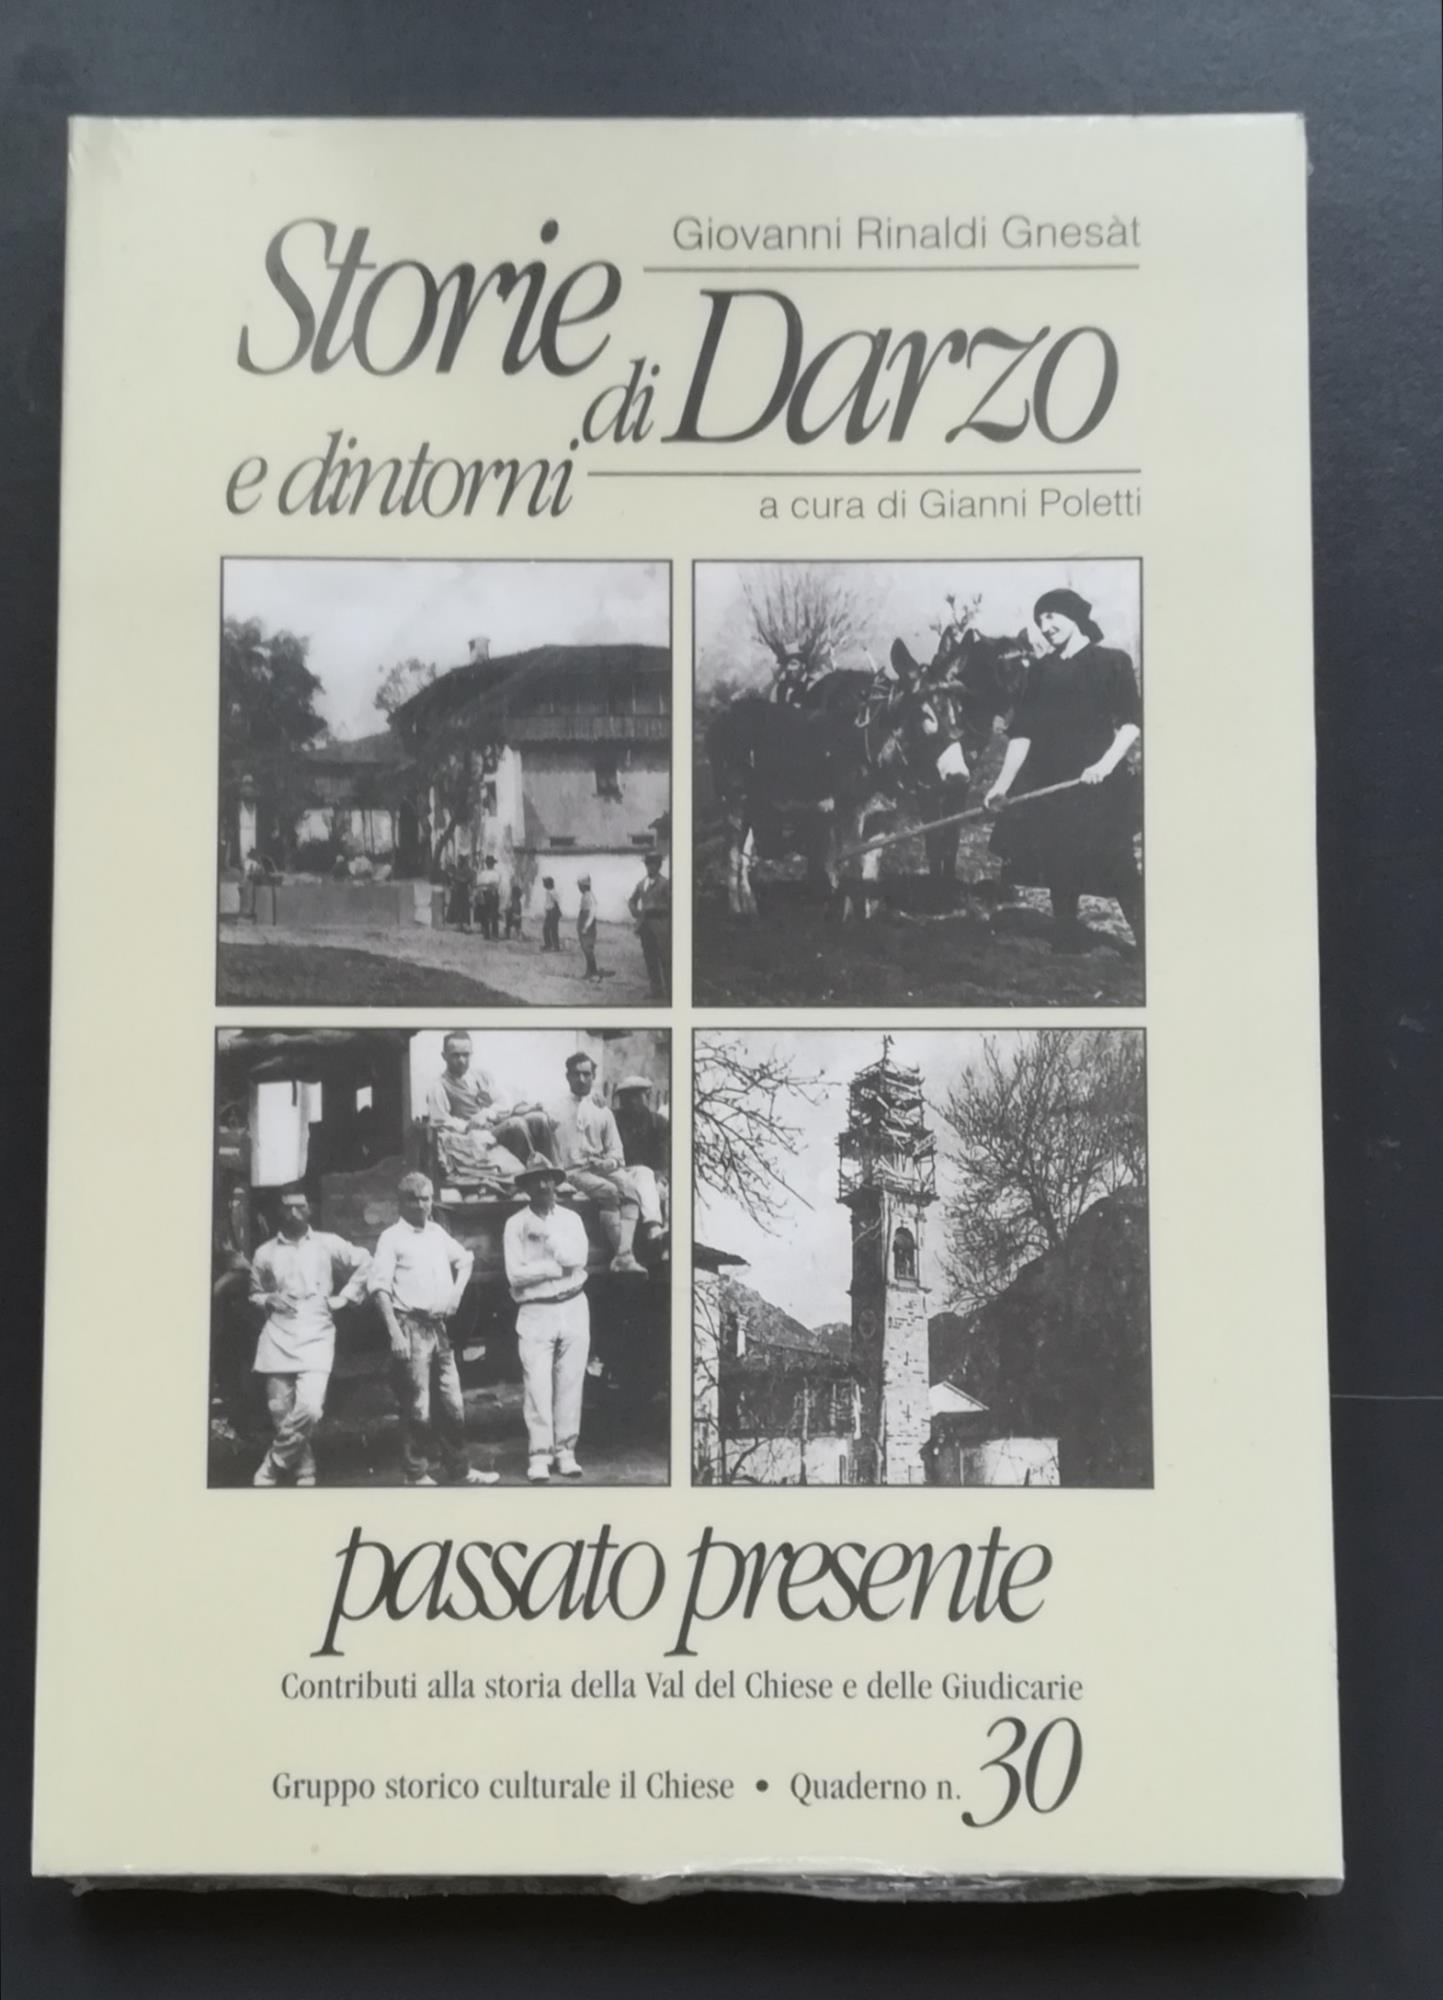 Giovanni Rinaldi Gnesàt
Storie
di Darzo
e dintorni
a cura di Gianni Poletti
passato presente
Contributi alla storia della Val del Chiese e delle Giudicarie
Gruppo storico culturale il Chiese • Quaderno n. 30